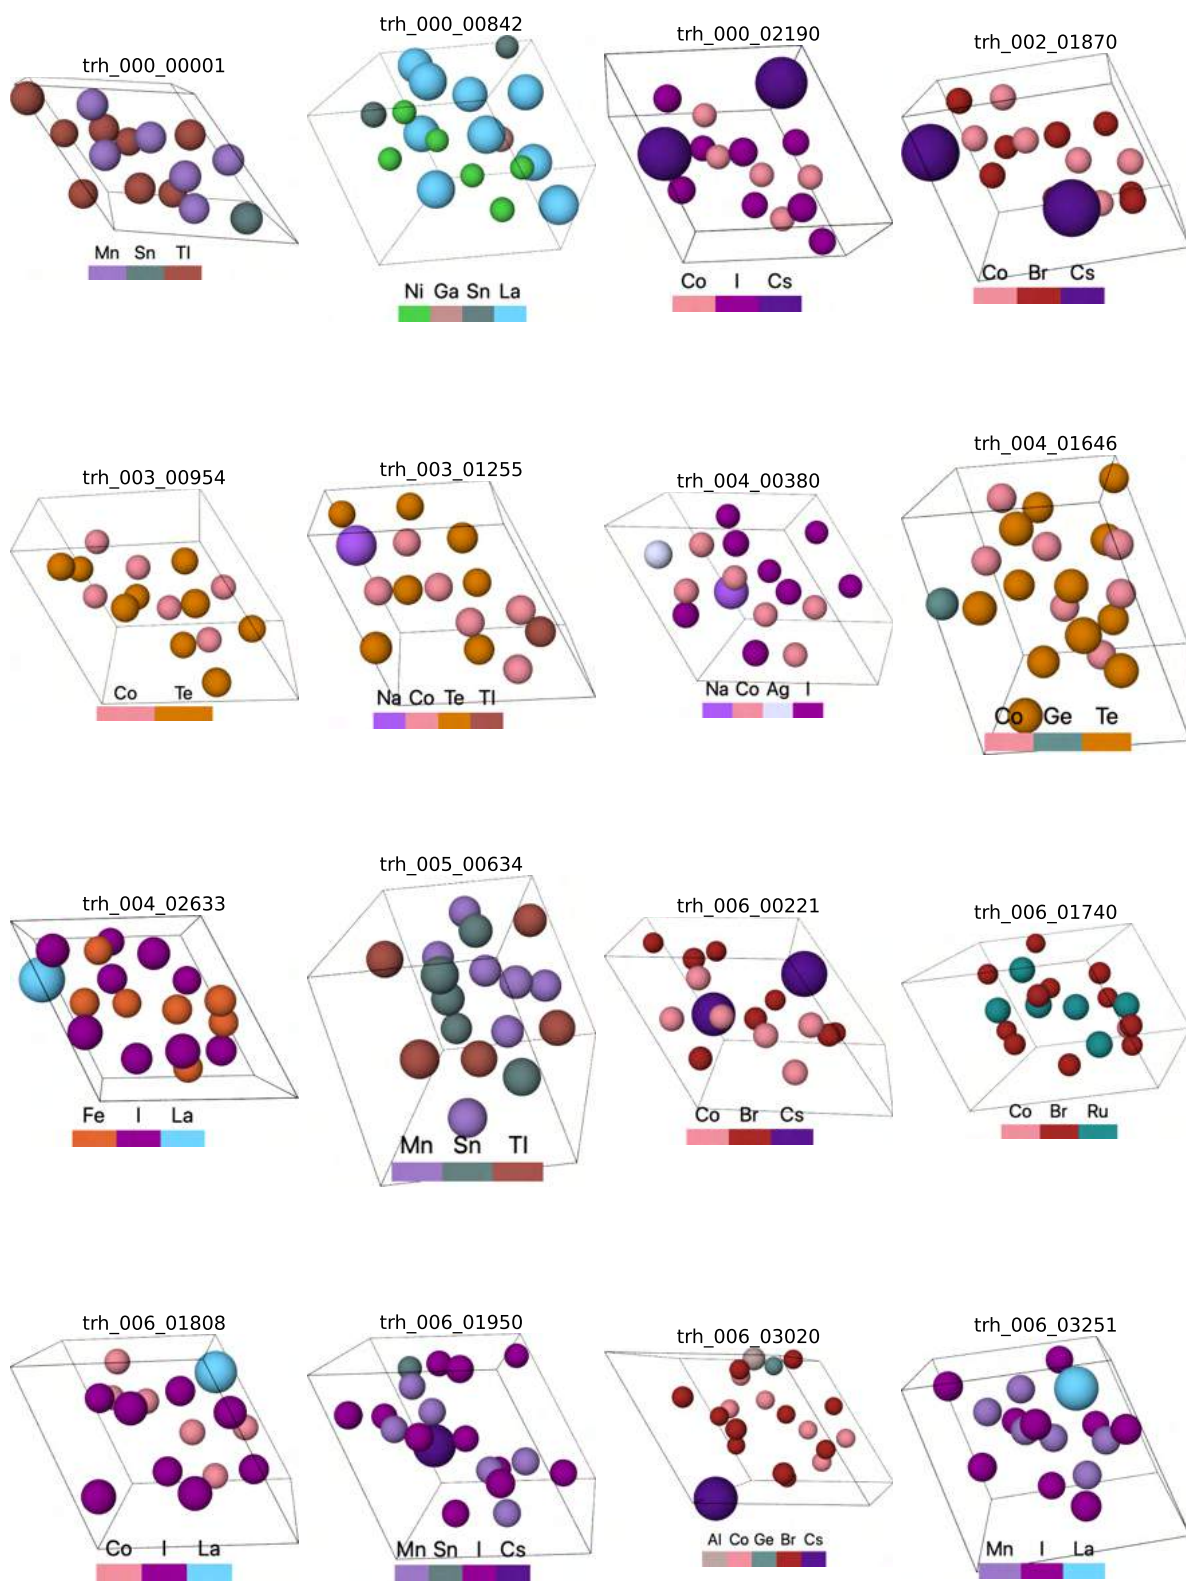 trh_000_00001
trh_000_00842
trh_000_02190
trh_002_01870
Mn Sn Tl
Ni Ga Sn La
Co I Cs
Co Br Cs
trh_003_00954
trh_003_01255
trh_004_00380
trh_004_01646
Co Te
Na Co Te Tl
Na Co Ag I
Co Ge Te
trh_004_02633
trh_005_00634
trh_006_00221
trh_006_01740
Fe I La
Mn Sn Tl
Co Br Cs
Co Br Ru
trh_006_01808
trh_006_01950
trh_006_03020
trh_006_03251
Co I La
Mn Sn I Cs
Al Co Ge Br Cs
Mn I La